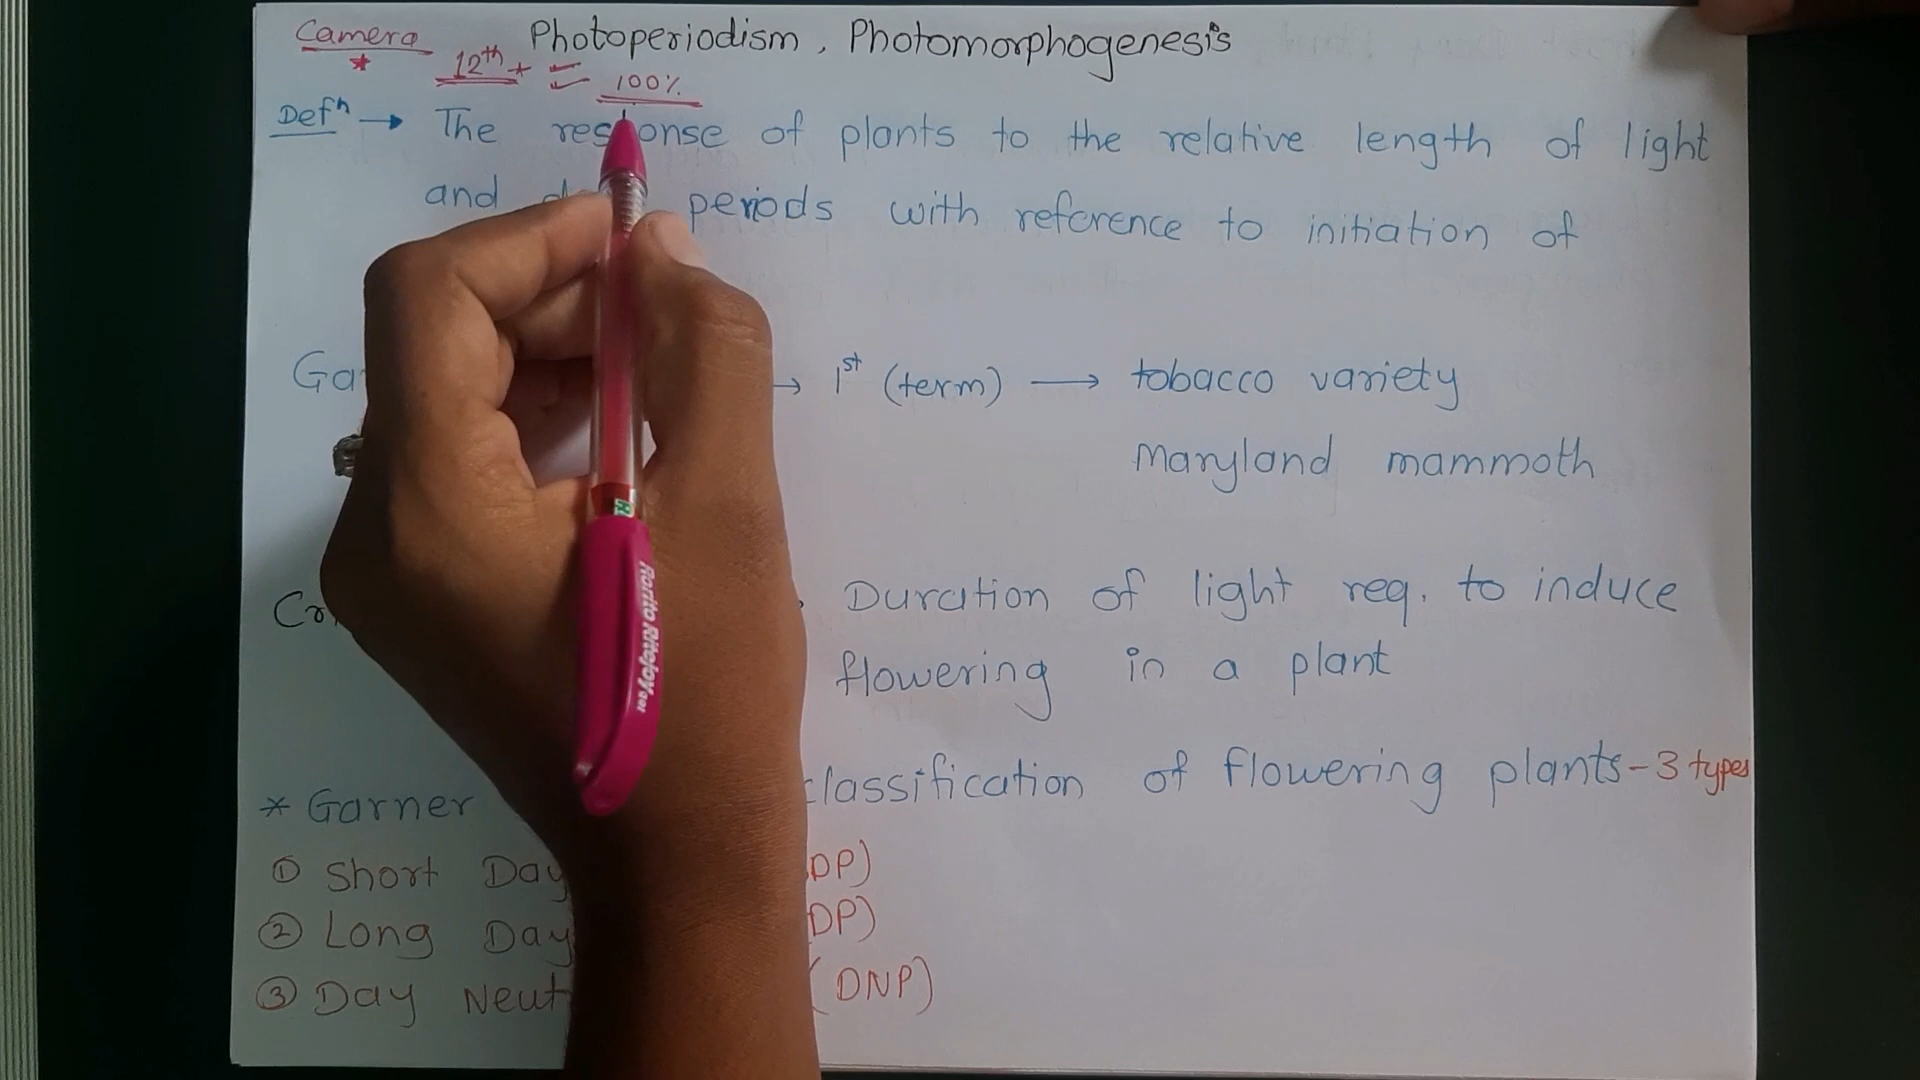 Camera Photoperiodism, Photomorphogenesis
12th 100%
Defn → The response of plants to the relative length of light
and periods with reference to initiation of
→ 1st (term) → tobacco variety
Maryland mammoth
Duration of light req. to induce
flowering in a plant
* Garner classification of flowering plants - 3 types
① Short Day DP)
② Long Day DP)
③ Day Neut (DNP)
Rorito Ritejoy